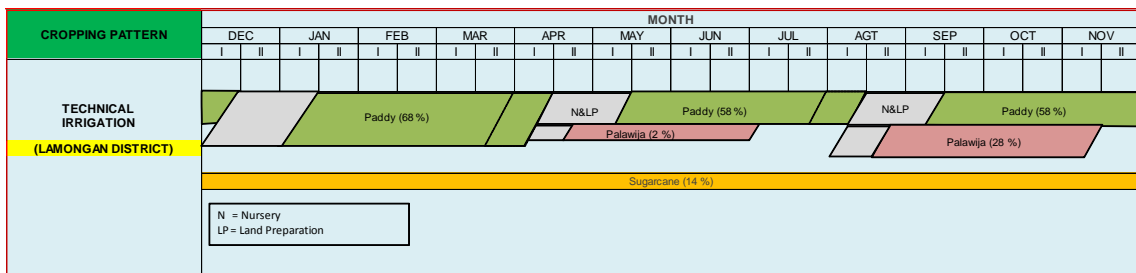 CROPPING PATTERN
MONTH
DEC JAN FEB MAR APR MAY JUN JUL AGT SEP OCT NOV
I II I II I II I II I II I II I II I II I II I II I II I II
TECHNICAL
IRRIGATION
(LAMONGAN DISTRICT)
Paddy (68 %)
N&LP
Paddy (58 %)
N&LP
Paddy (58 %)
Palawija (2 %)
Palawija (28 %)
Sugarcane (14 %)
N = Nursery
LP = Land Preparation